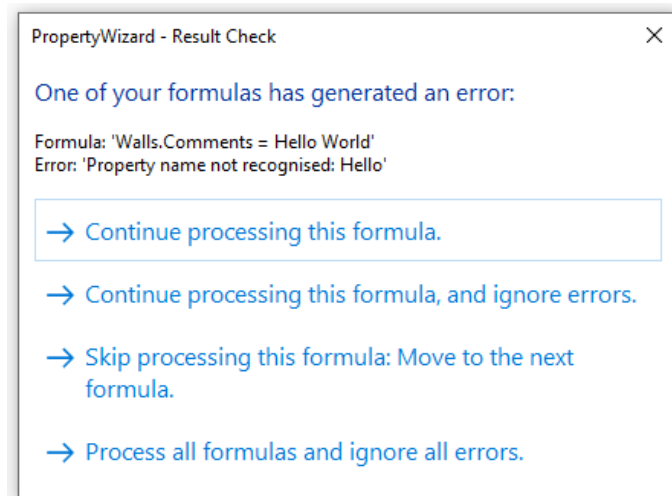 PropertyWizard - Result Check
One of your formulas has generated an error:
Formula: 'Walls.Comments = Hello World'
Error: 'Property name not recognised: Hello'
Continue processing this formula.
Continue processing this formula, and ignore errors.
Skip processing this formula: Move to the next
formula.
Process all formulas and ignore all errors.